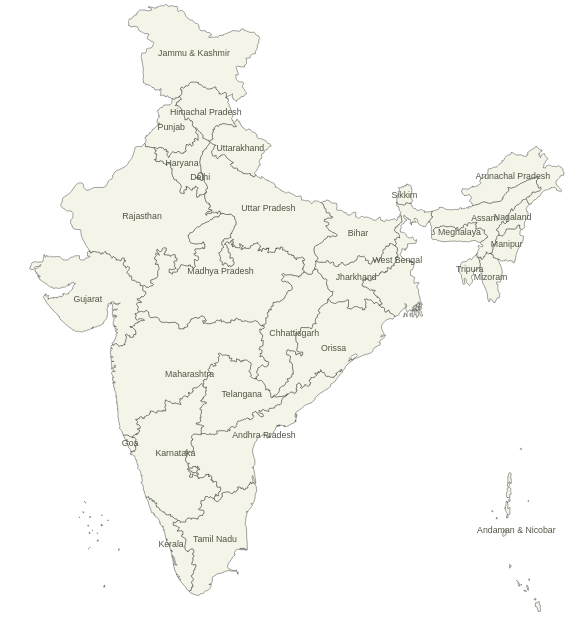 Jammu & Kashmir
Himachal Pradesh
Punjab
Uttarakhand
Haryana
Delhi
Arunachal Pradesh
Sikkim
Uttar Pradesh
Rajasthan
Assam
Nagaland
Bihar
Meghalaya
Manipur
West Bengal
Madhya Pradesh
Tripura
Jharkhand
Mizoram
Gujarat
Chhattisgarh
Orissa
Maharashtra
Telangana
Andhra Pradesh
Goa
Karnataka
Andaman & Nicobar
Tamil Nadu
Kerala